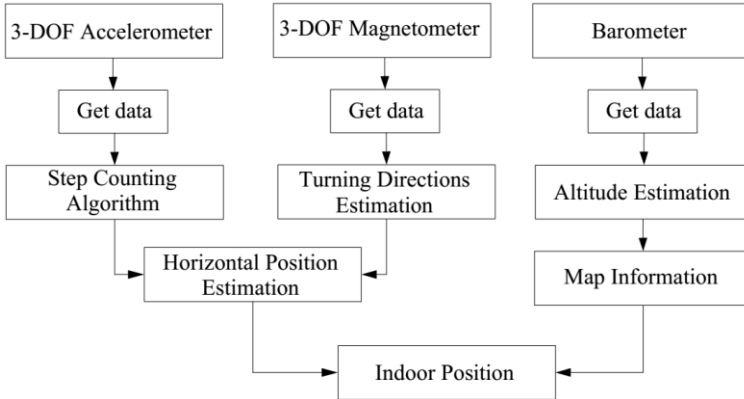 3-DOF Accelerometer
3-DOF Magnetometer
Barometer
Get data
Get data
Get data
Step Counting
Algorithm
Turning Directions
Estimation
Altitude Estimation
Horizontal Position
Estimation
Map Information
Indoor Position